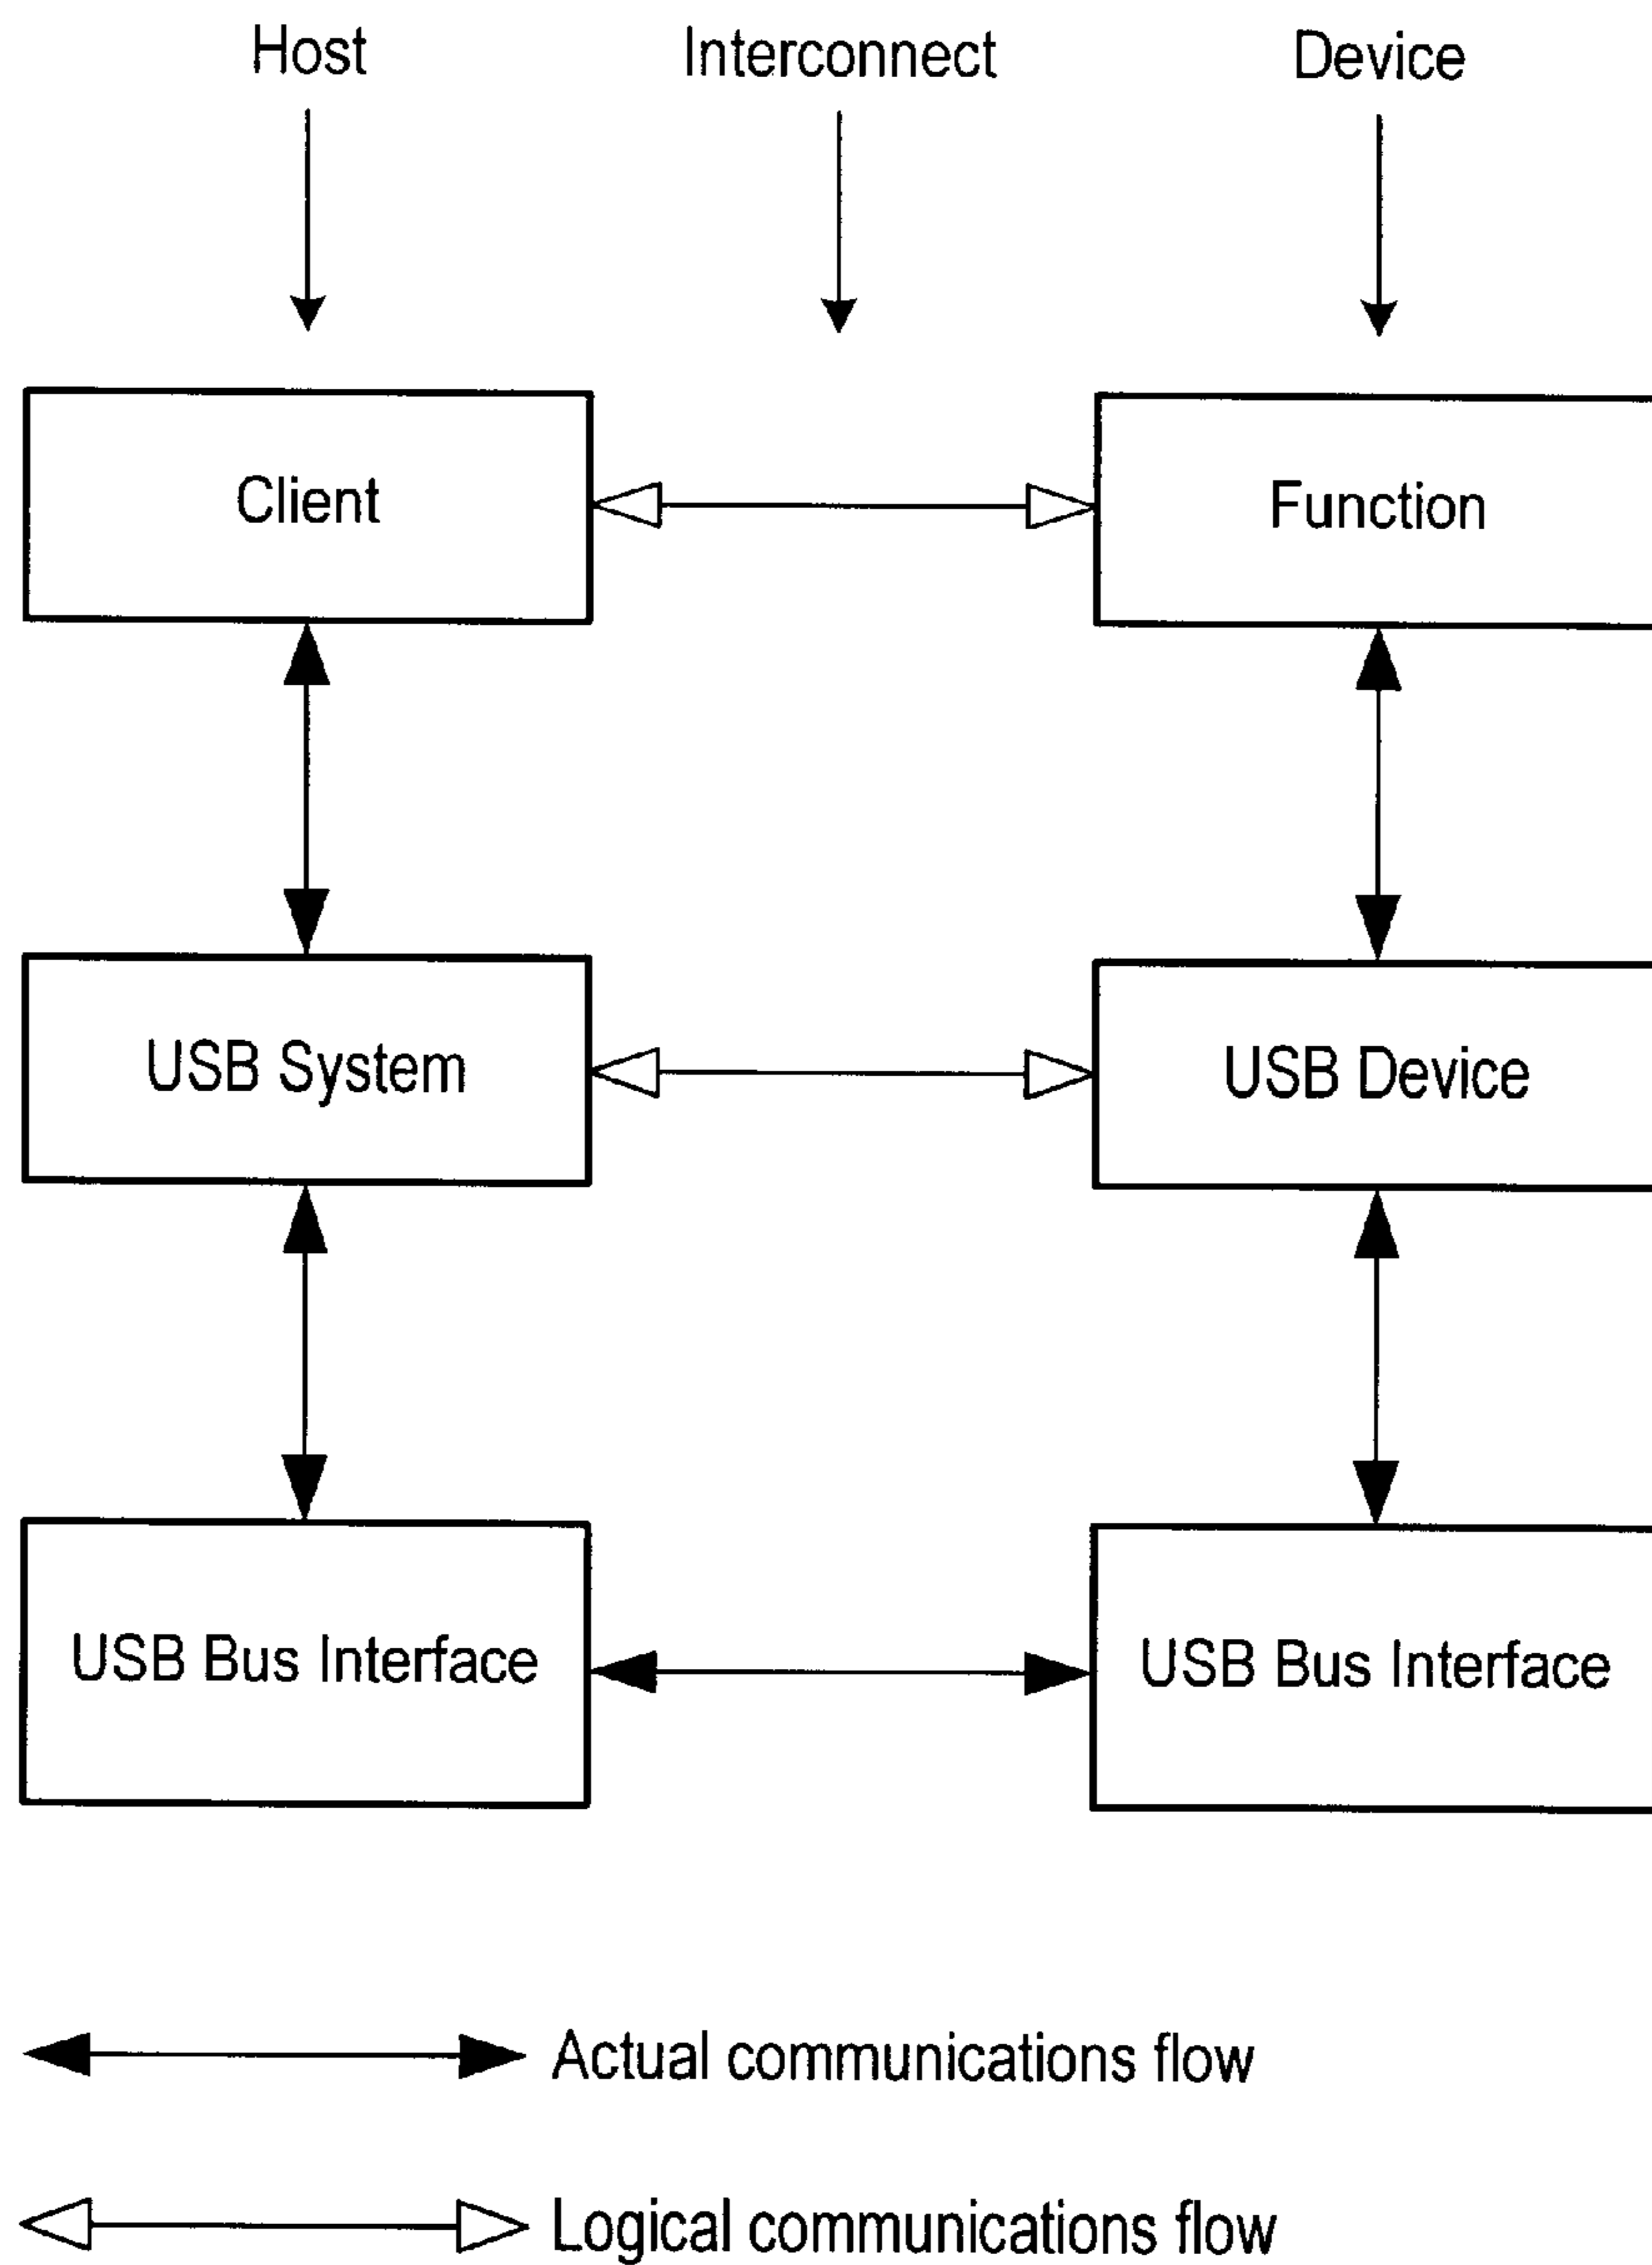 Host
Interconnect
Device
Client
Function
USB System
USB Device
USB Bus Interface
USB Bus Interface
Actual communications flow
Logical communications flow